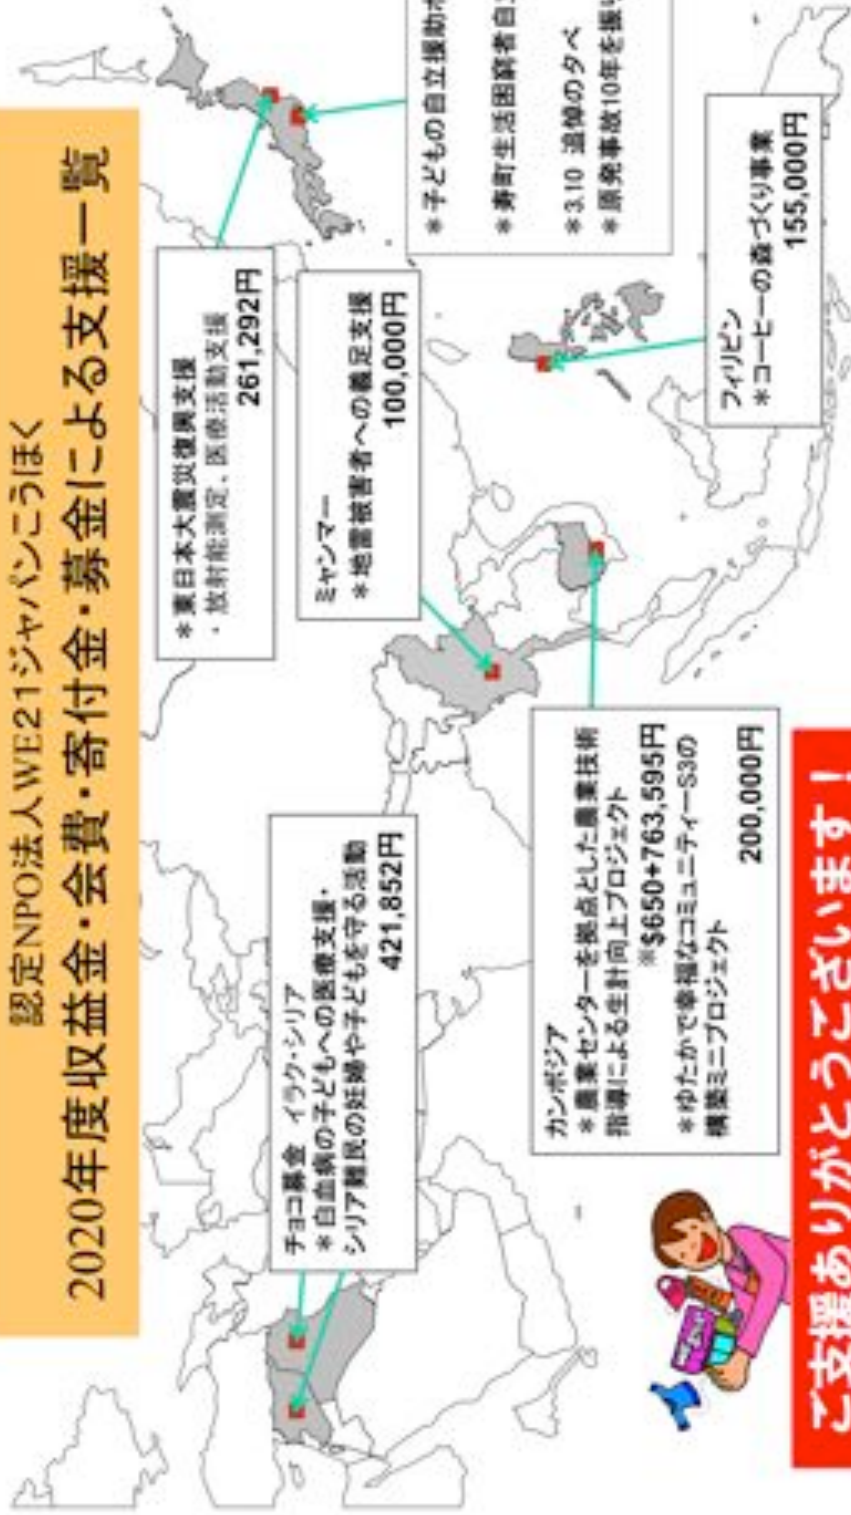 認定NPO法人WE21ジャパンこうほく
2020年度収益金・会費・寄付金・募金による支援一覧
チョコ募金 イラク・シリア
*白血病の子どもへの医療支援・
シリア難民の妊婦や子どもを守る活動
421,852円
*東日本大震災復興支援
・放射能測定、医療活動支援
261,292円
ミャンマー
*地雷被害者への義足支援
100,000円
カンボジア
*農業センターを拠点とした農業技術
指導による生計向上プロジェクト
※$650+763,595円
*ゆたかで幸福なコミュニティーS3の
構築ミニプロジェクト
200,000円
*子どもの自立援助ホ
*寿町生活困窮者自立
*3.10 追悼の夕べ
*原発事故10年を振り
フィリピン
*コーヒーの森づくり事業
155,000円
ご支援ありがとうございます!